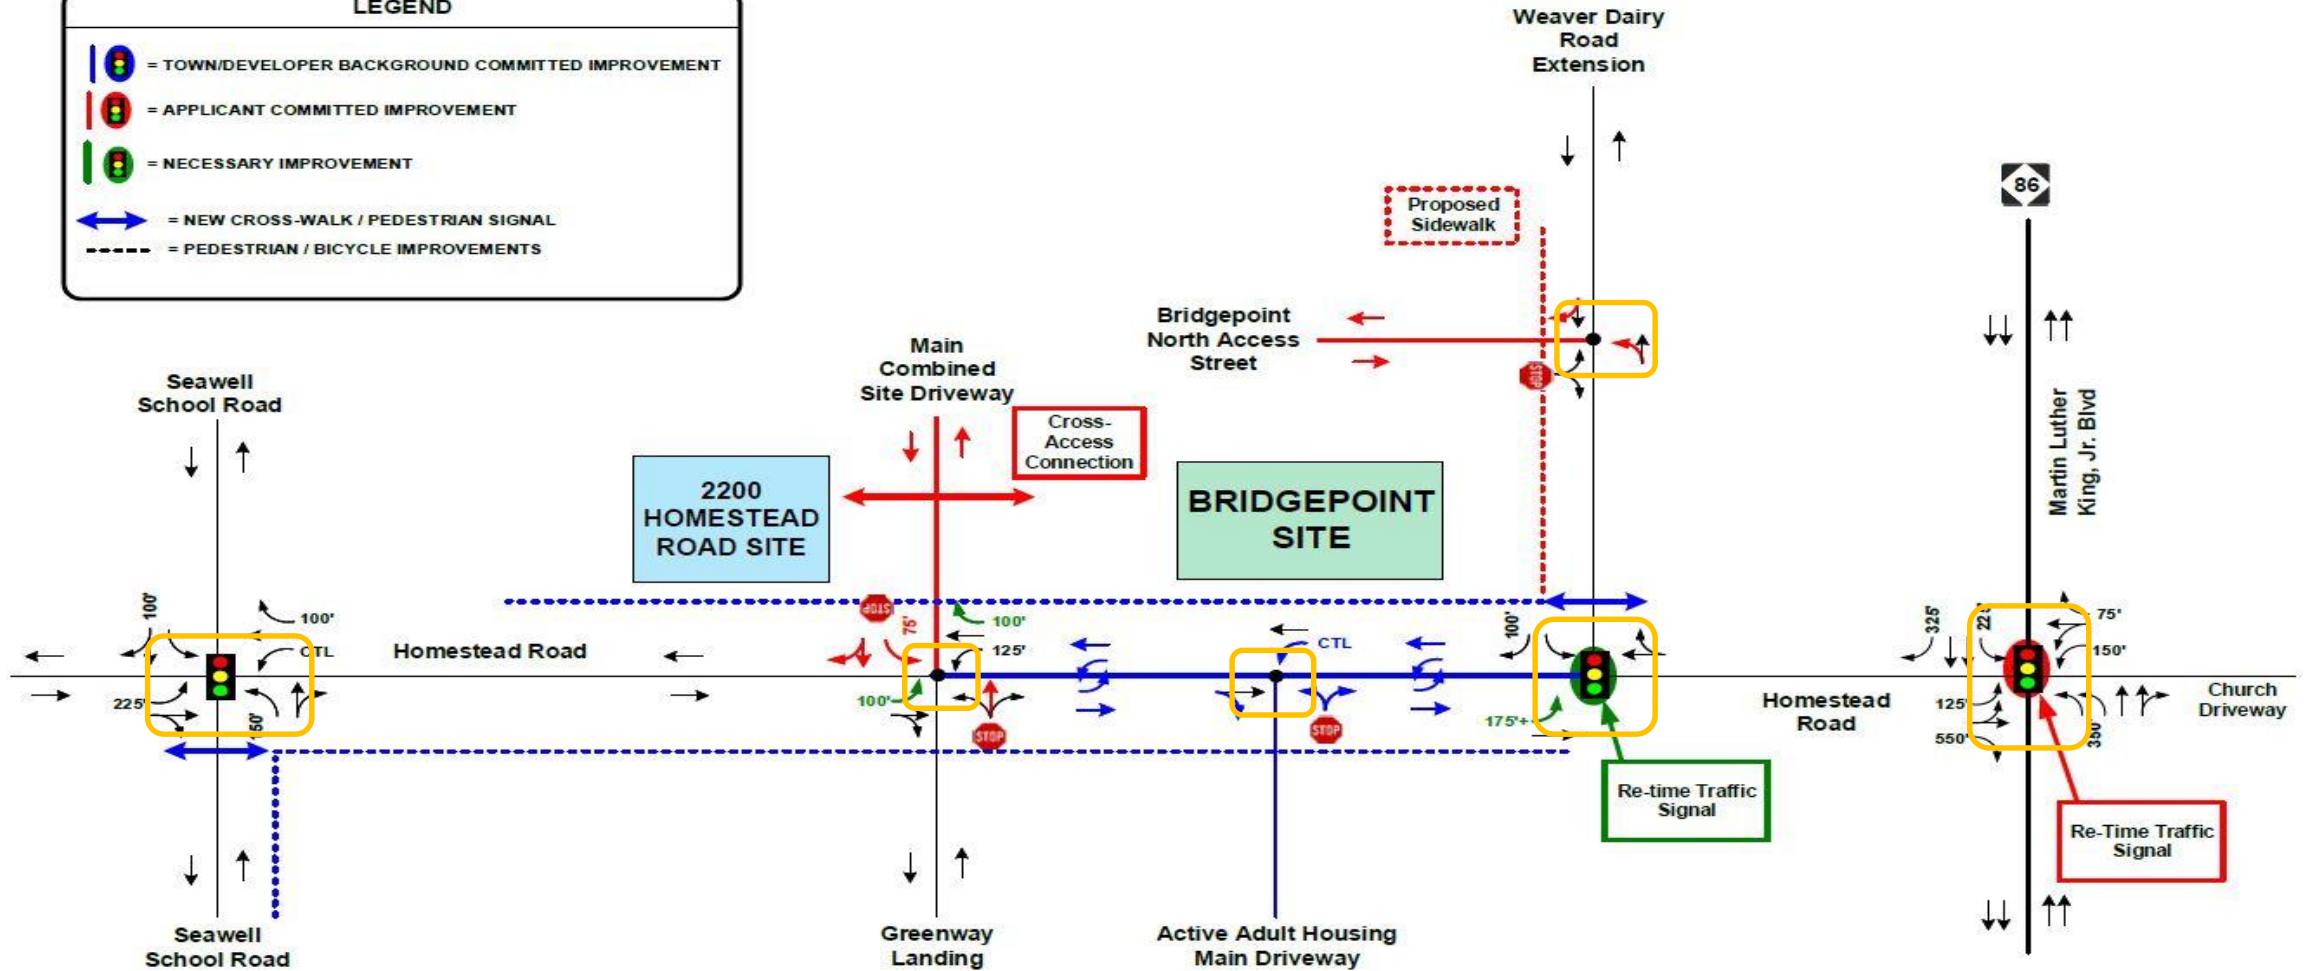 LEGEND
= TOWN/DEVELOPER BACKGROUND COMMITTED IMPROVEMENT
= APPLICANT COMMITTED IMPROVEMENT
= NECESSARY IMPROVEMENT
= NEW CROSS-WALK / PEDESTRIAN SIGNAL
= PEDESTRIAN / BICYCLE IMPROVEMENTS
Weaver Dairy
Road
Extension
86
Proposed
Sidewalk
Bridgepoint
North Access
Street
STOP
Main
Combined
Site Driveway
Cross-
Access
Connection
Seawell
School Road
Martin Luther
King, Jr. Blvd
2200
HOMESTEAD
ROAD SITE
BRIDGEPOINT
SITE
100'
100'
CTL
225'
Homestead Road
STOP
75'
100'
125'
100'
STOP
CTL
STOP
100'
175'+
Re-time Traffic
Signal
Homestead
Road
325'
75'
150'
125'
550'
350'
Church
Driveway
Re-Time Traffic
Signal
Seawell
School Road
Greenway
Landing
Active Adult Housing
Main Driveway